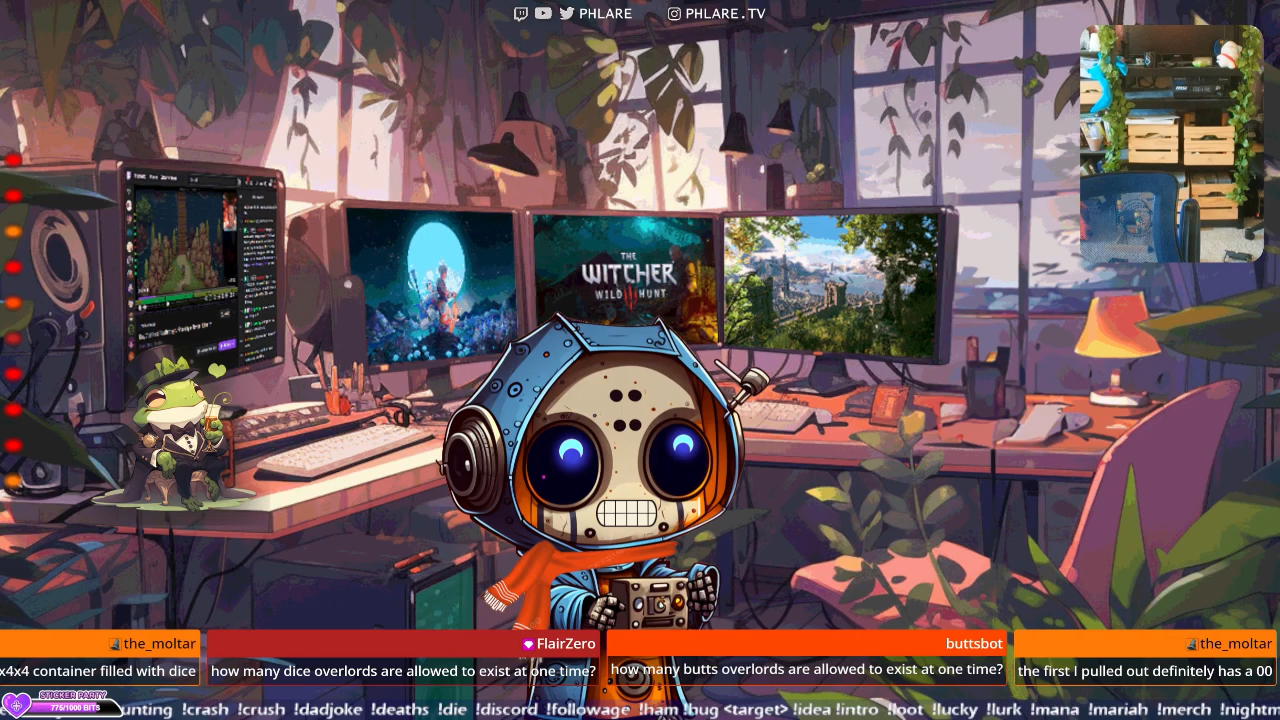 PHLARE
PHLARE.TV
THE
WITCHER
WILD HUNT
the_moltar
FlairZero
buttsbot
the_moltar
x4x4 container filled with dice
how many dice overlords are allowed to exist at one time?
how many butts overlords are allowed to exist at one time?
the first I pulled out definitely has a 00
STICKER PARTY
775/1000 BITS
unting !crash !crush !dadjoke !deaths !die !discord !followage !ham !hug <target> !idea !intro !loot !lucky !lurk !mana !mariah !merch !nightm